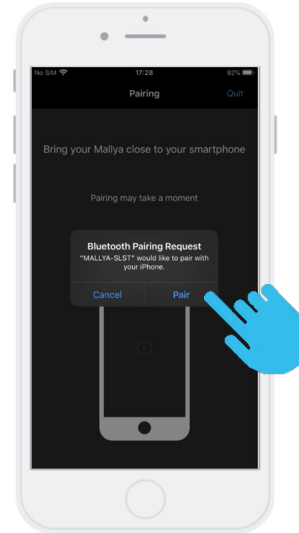 No SIM 17:28 82%
Pairing Quit
Bring your Mallya close to your smartphone
Pairing may take a moment
Bluetooth Pairing Request
"MALLYA-SLST" would like to pair with
your iPhone.
Cancel Pair